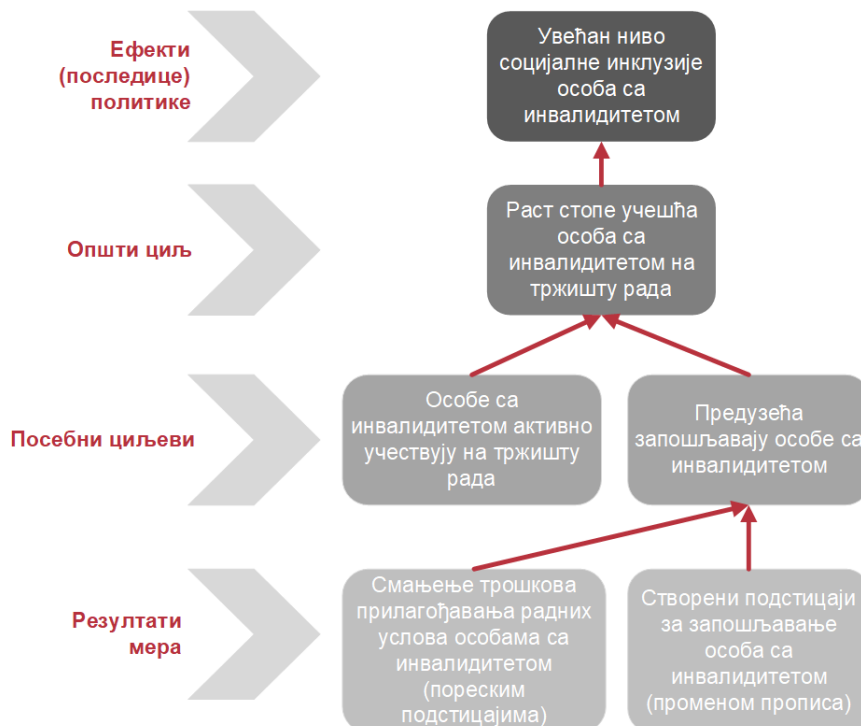 Ефекти
(последице)
политике
Увећан ниво
социјалне инклузије
особа са
инвалидитетом
Општи циљ
Раст стопе учешћа
особа са
инвалидитетом на
тржишту рада
Посебни циљеви
Особе са
инвалидитетом активно
учествују на тржишту
рада
Предузећа
запошљавају особе са
инвалидитетом
Резултати
мера
Смањење трошкова
прилагођавања радних
услова особама са
инвалидитетом
(пореским
подстицајима)
Створени подстицаји
за запошљавање
особа са
инвалидитетом
(променом прописа)